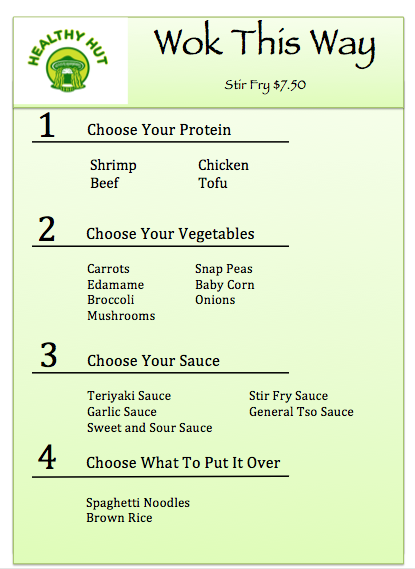 HEALTHY HUT
Wok This Way
Stir Fry $7.50
1 Choose Your Protein
Shrimp Chicken
Beef Tofu
2 Choose Your Vegetables
Carrots Snap Peas
Edamame Baby Corn
Broccoli Onions
Mushrooms
3 Choose Your Sauce
Teriyaki Sauce Stir Fry Sauce
Garlic Sauce General Tso Sauce
Sweet and Sour Sauce
4 Choose What To Put It Over
Spaghetti Noodles
Brown Rice